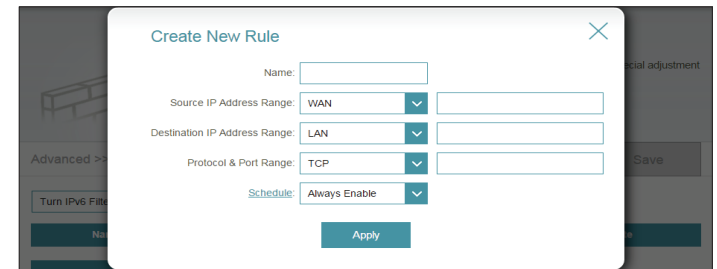 Create New Rule
ecial adjustment
Name:
Source IP Address Range: WAN
Destination IP Address Range: LAN
Advanced >>
Protocol & Port Range: TCP
Save
Schedule: Always Enable
Turn IPv6 Filte
Apply